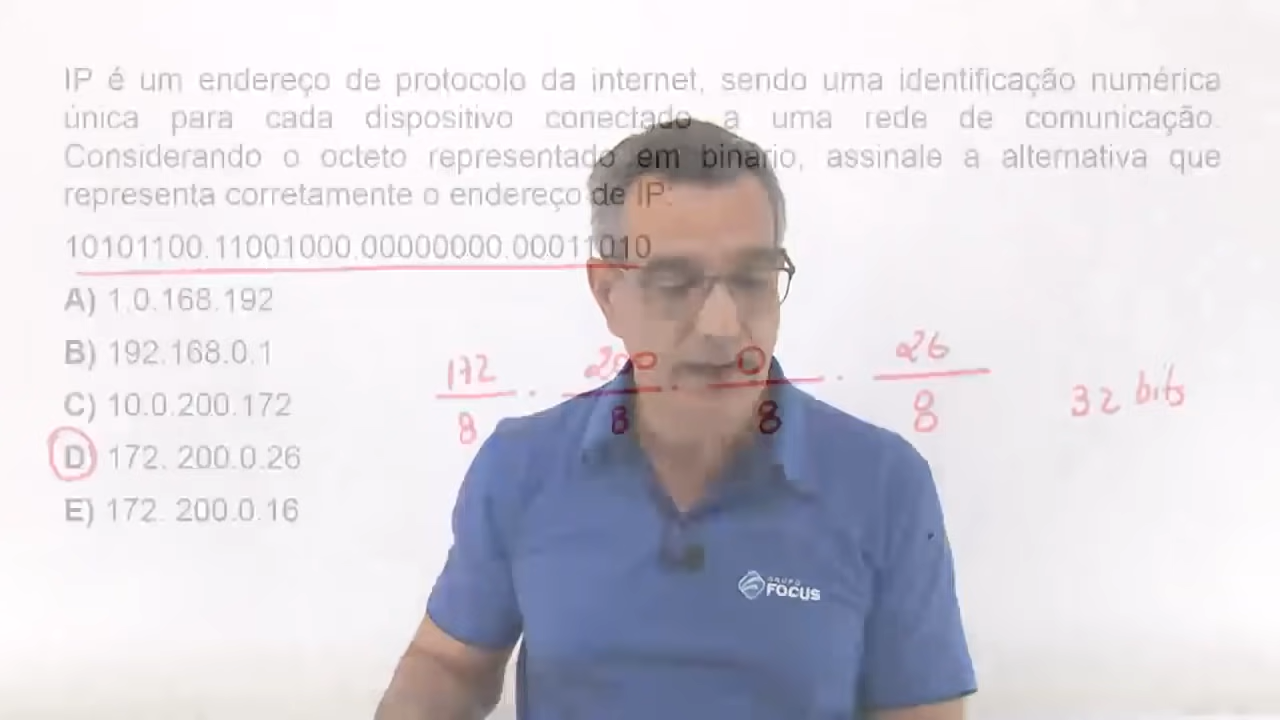 IP é um endereço de protocolo da internet, sendo uma identificação numérica
única para cada dispositivo conectado a uma rede de comunicação.
Considerando o octeto representado em binário, assinale a alternativa que
representa corretamente o endereço de IP:
10101100.11001000.00000000.00011010
A) 1.0.168.192
B) 192.168.0.1
C) 10.0.200.172
D) 172. 200.0.26
E) 172. 200.0.16
172 . 200 . 0 . 26
8 8 8 8
32 bits
GRUPO
FOCUS